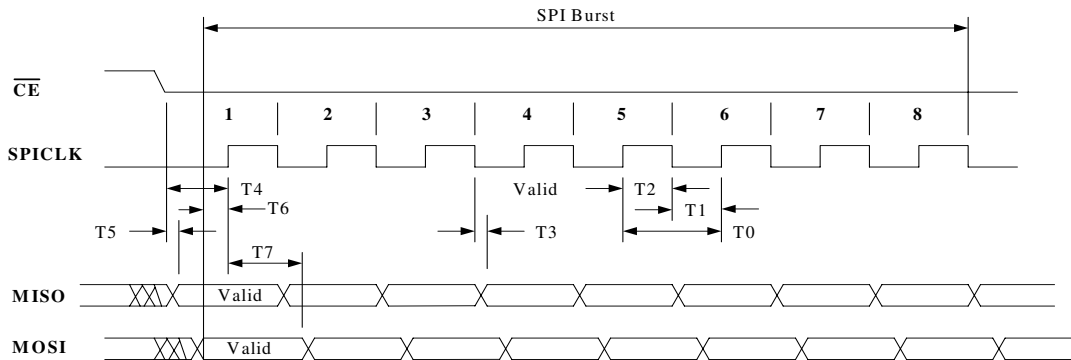 SPI Burst
CE
1 2 3 4 5 6 7 8
SPICLK
T4 Valid T2
T6 T1
T5 T3 T0
T7
MISO Valid
MOSI Valid